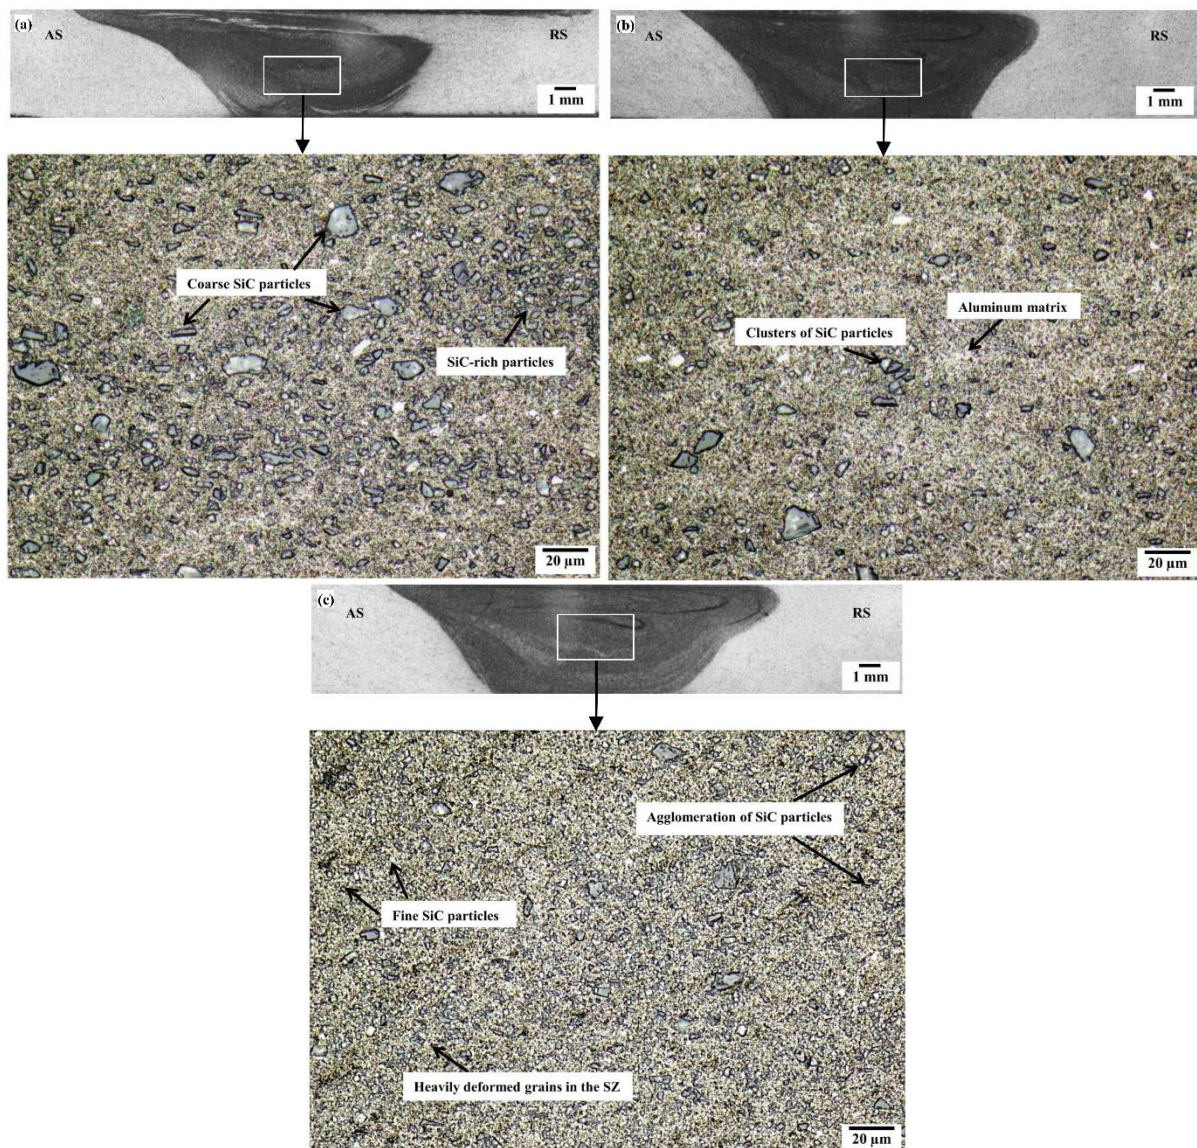 (a)
AS
RS
1 mm
(b)
AS
RS
1 mm
Coarse SiC particles
SiC-rich particles
20 µm
Clusters of SiC particles
Aluminum matrix
20 µm
(c)
AS
RS
1 mm
Agglomeration of SiC particles
Fine SiC particles
Heavily deformed grains in the SZ
20 µm